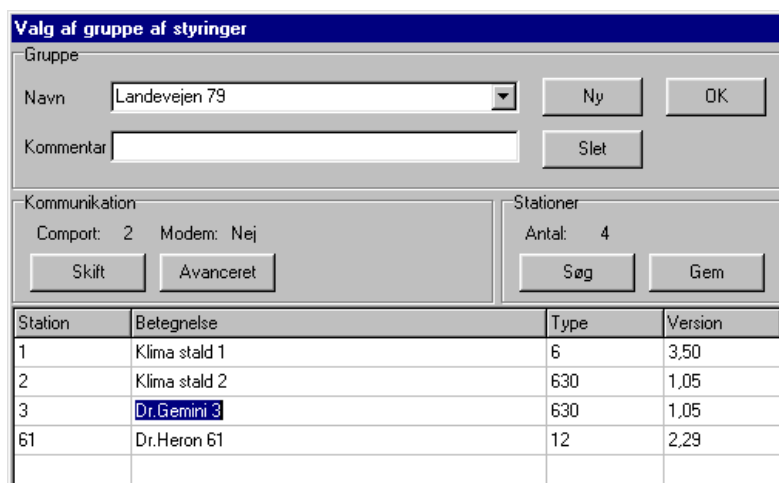 Valg af gruppe af styringer
Gruppe
Navn Landevejen 79 Ny OK
Kommentar Slet
Kommunikation Stationer
Comport: 2 Modem: Nej Antal: 4
Skift Avanceret Søg Gem
Station Betegnelse Type Version
1 Klima stald 1 6 3,50
2 Klima stald 2 630 1,05
3 Dr.Gemini 3 630 1,05
61 Dr.Heron 61 12 2,29